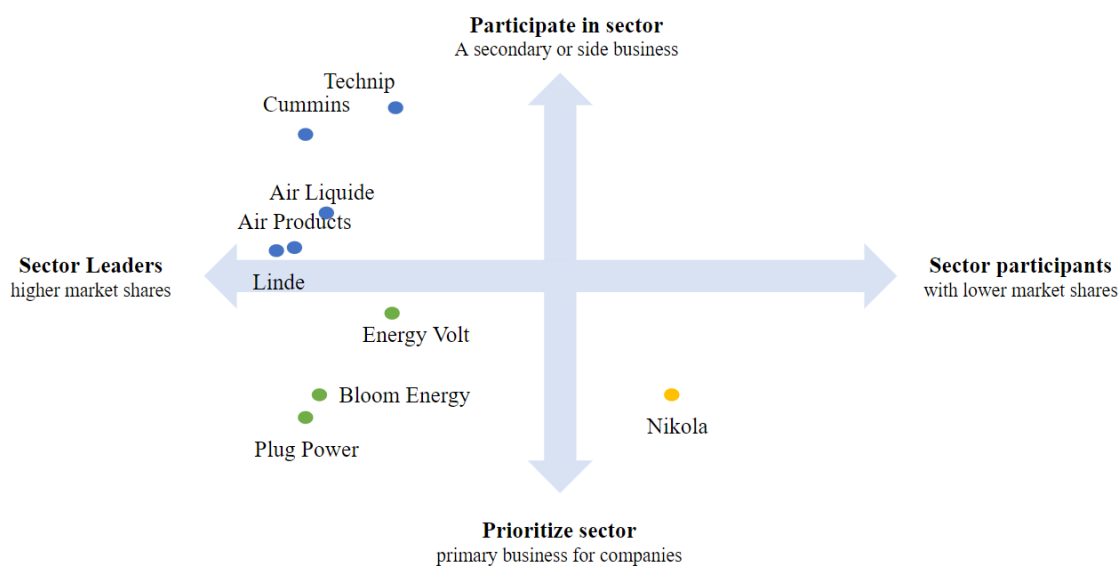 Participate in sector
A secondary or side business
Technip
Cummins
Air Liquide
Air Products
Sector Leaders
higher market shares
Sector participants
with lower market shares
Linde
Energy Volt
Bloom Energy
Nikola
Plug Power
Prioritize sector
primary business for companies